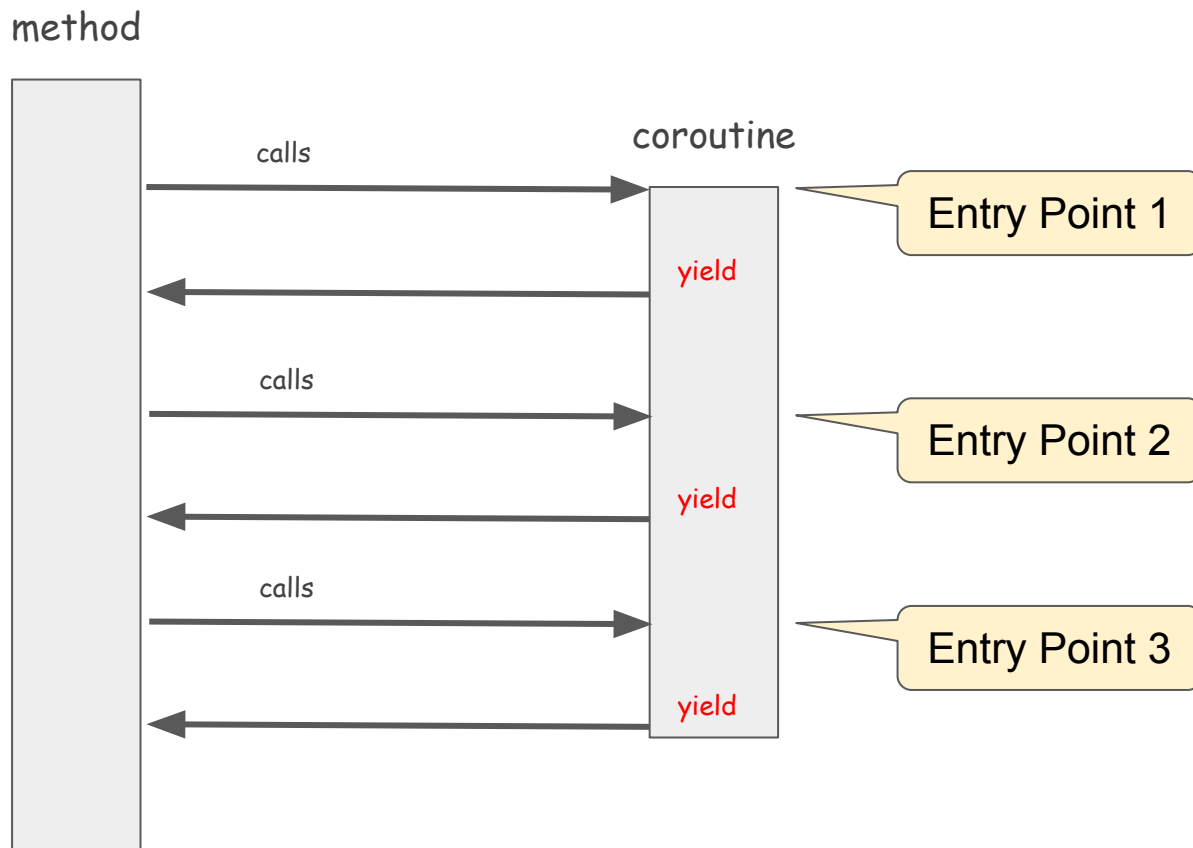 method
calls
coroutine
Entry Point 1
yield
calls
Entry Point 2
yield
calls
Entry Point 3
yield